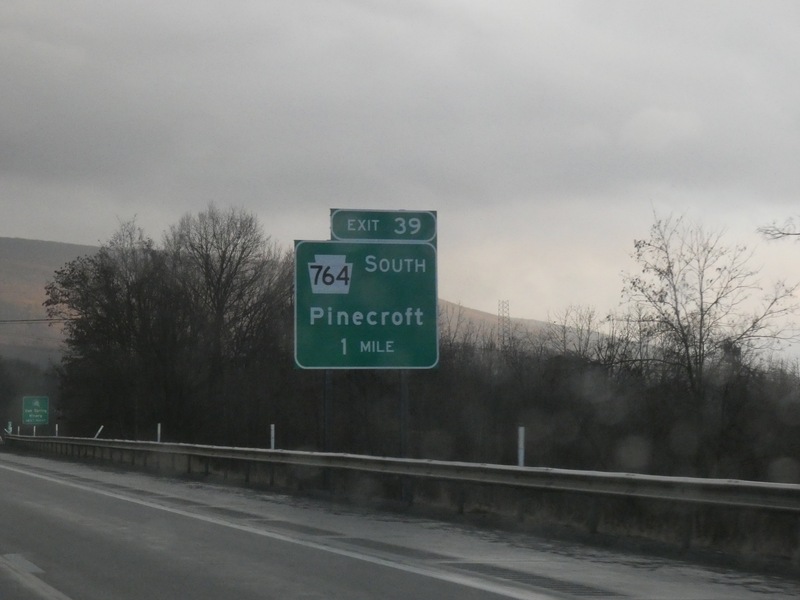 EXIT 39
764 SOUTH
Pinecroft
1 MILE